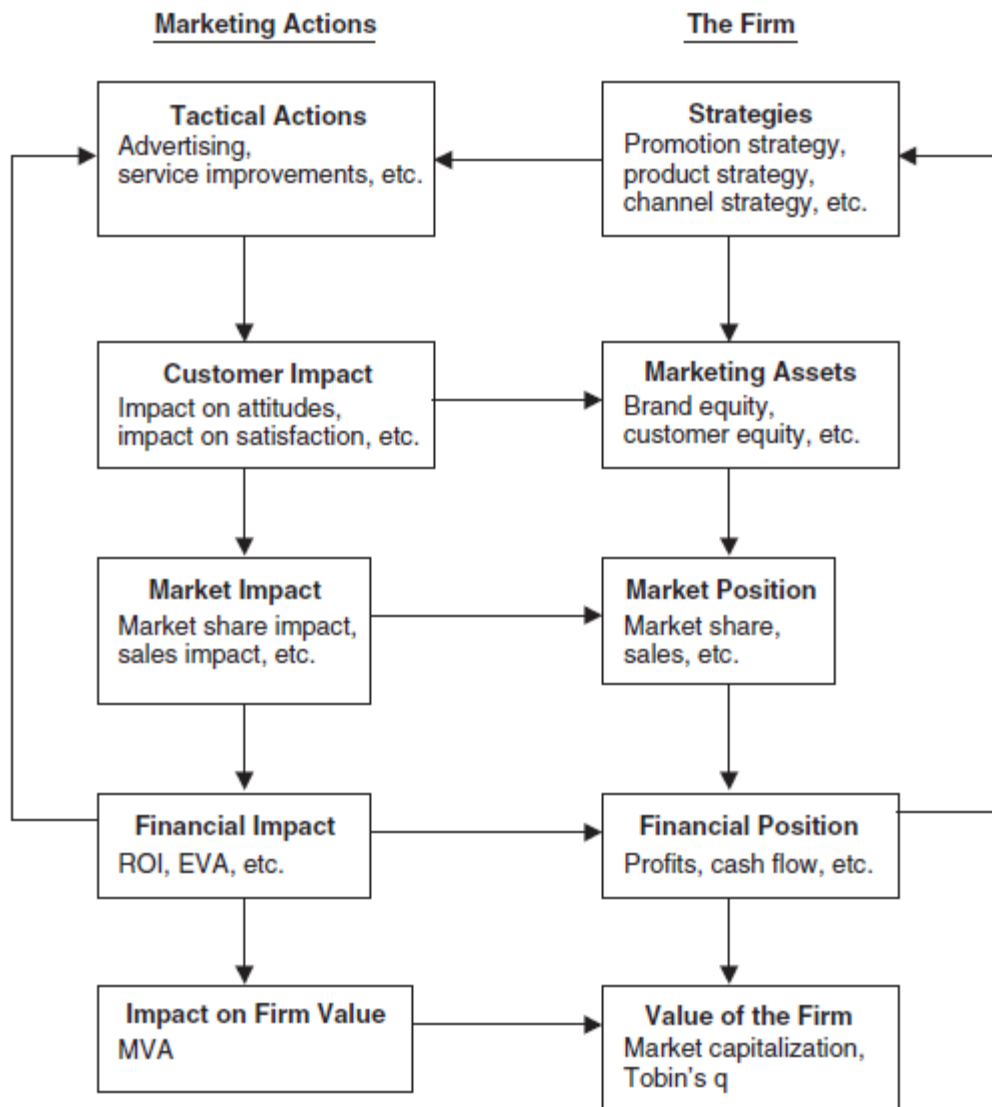 Marketing Actions
The Firm
Tactical Actions
Advertising,
service improvements, etc.
Strategies
Promotion strategy,
product strategy,
channel strategy, etc.
Customer Impact
Impact on attitudes,
impact on satisfaction, etc.
Marketing Assets
Brand equity,
customer equity, etc.
Market Impact
Market share impact,
sales impact, etc.
Market Position
Market share,
sales, etc.
Financial Impact
ROI, EVA, etc.
Financial Position
Profits, cash flow, etc.
Impact on Firm Value
MVA
Value of the Firm
Market capitalization,
Tobin's q